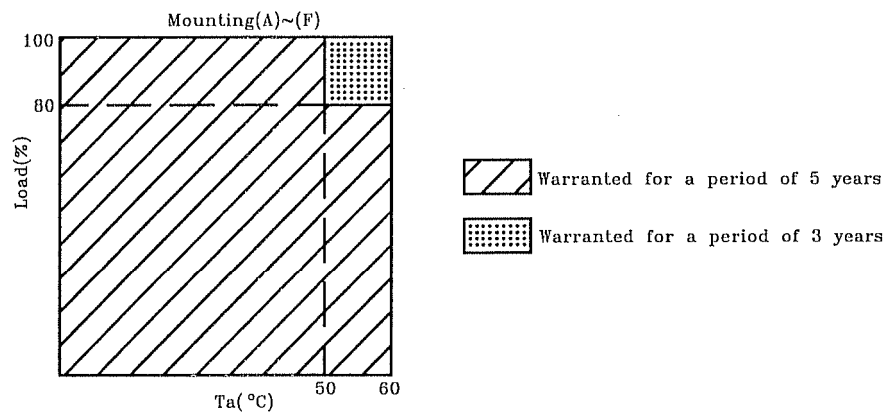 Mounting(A)~(F)
100
80
Load(%)
50
60
Ta(°C)
Warranted for a period of 5 years
Warranted for a period of 3 years